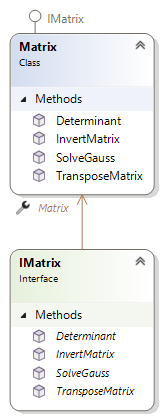 IMatrix
Matrix
Class
Methods
Determinant
InvertMatrix
SolveGauss
TransposeMatrix
Matrix
IMatrix
Interface
Methods
Determinant
InvertMatrix
SolveGauss
TransposeMatrix